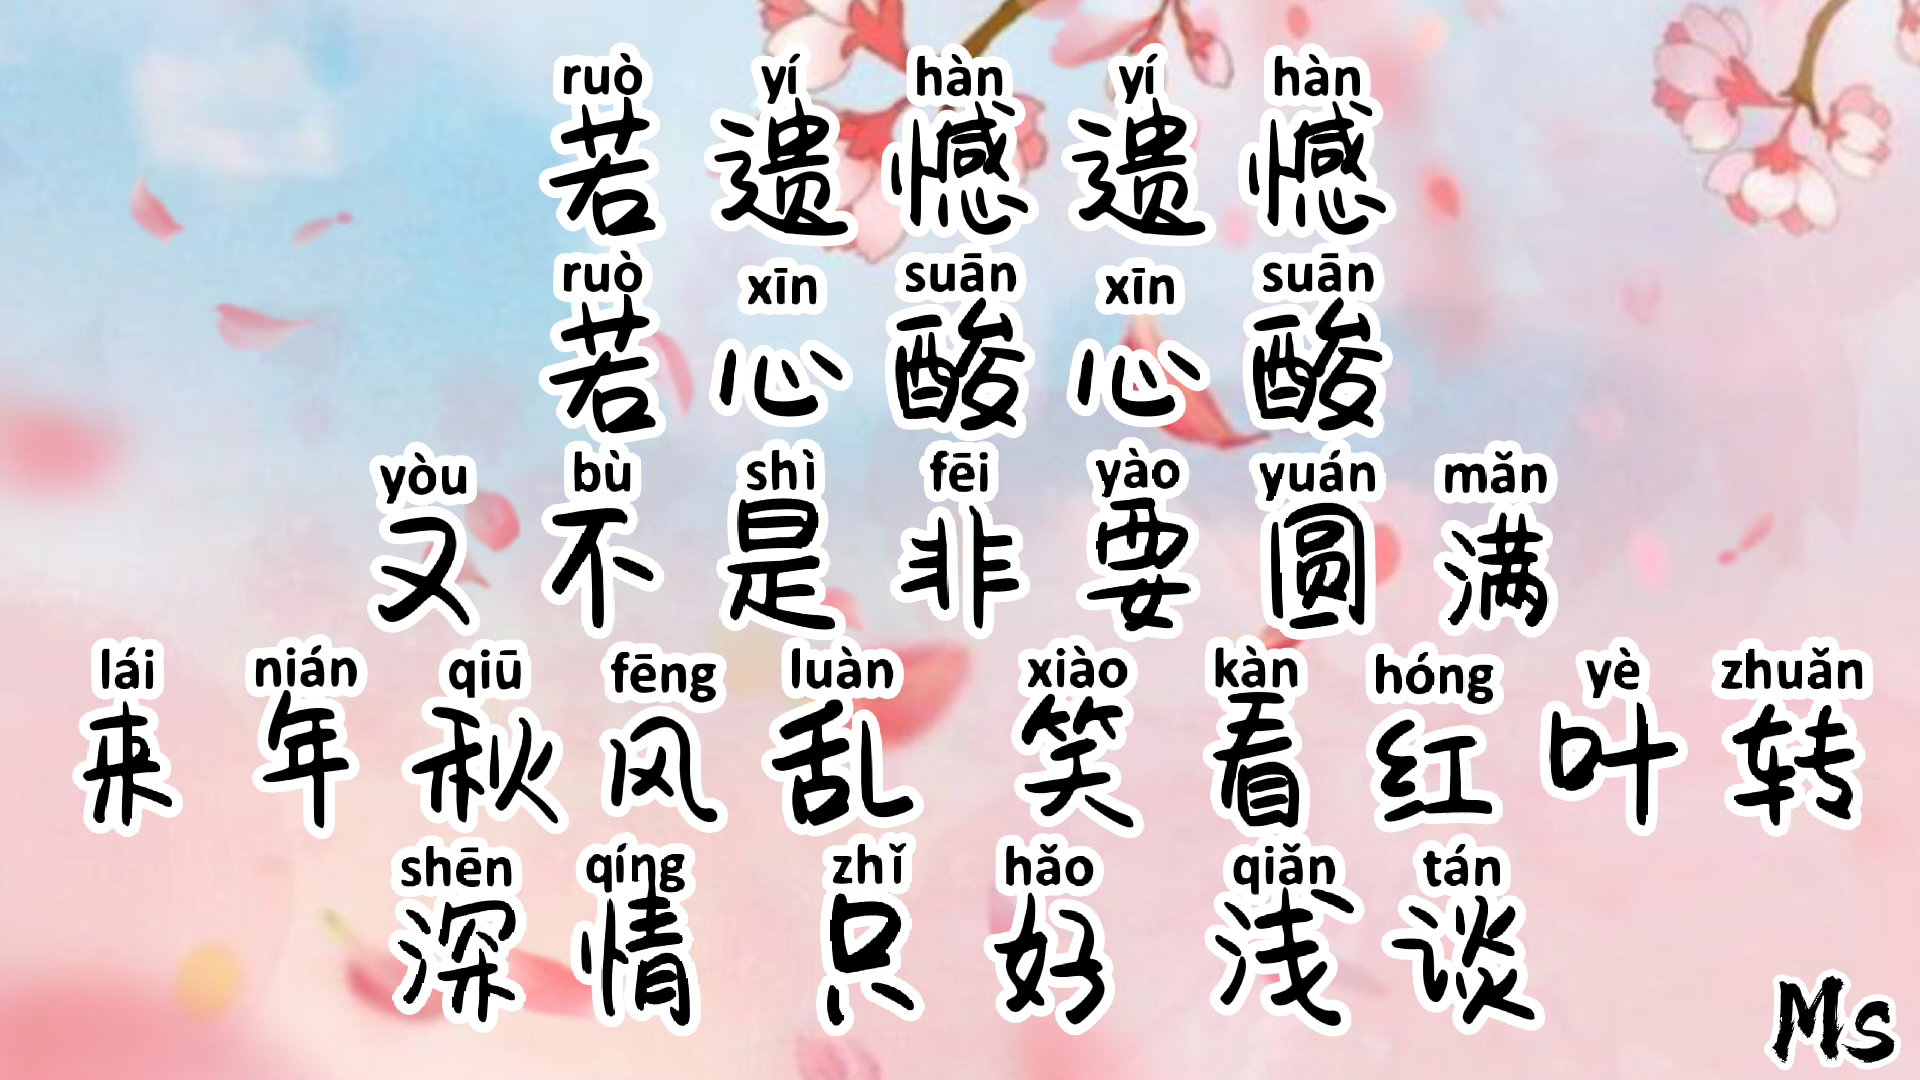 ruò yí hàn yí hàn
若遗憾遗憾
ruò xīn suān xīn suān
若心酸心酸
yòu bù shì fēi yào yuán mǎn
又不是非要圆满
lái nián qiū fēng luàn xiào kàn hóng yè zhuǎn
来年秋风乱 笑看红叶转
shēn qíng zhǐ hǎo qiǎn tán
深情 只好浅谈
Ms